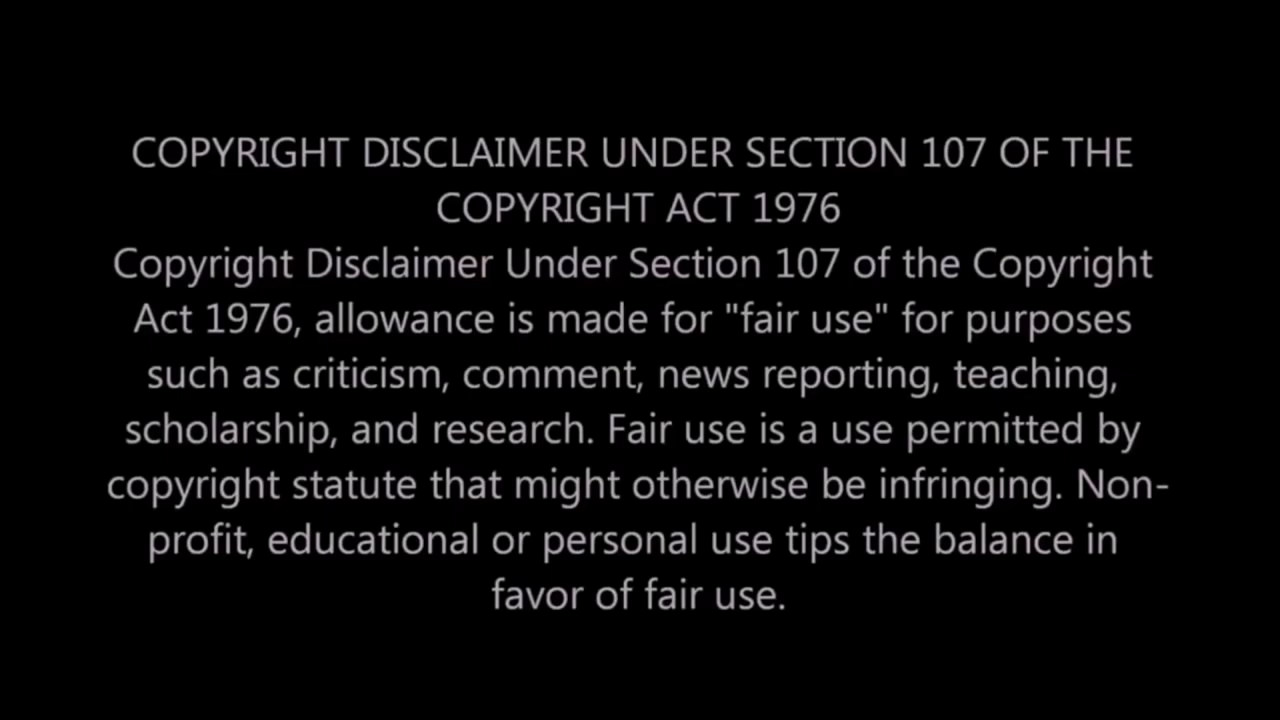 COPYRIGHT DISCLAIMER UNDER SECTION 107 OF THE
COPYRIGHT ACT 1976
Copyright Disclaimer Under Section 107 of the Copyright
Act 1976, allowance is made for "fair use" for purposes
such as criticism, comment, news reporting, teaching,
scholarship, and research. Fair use is a use permitted by
copyright statute that might otherwise be infringing. Non-
profit, educational or personal use tips the balance in
favor of fair use.